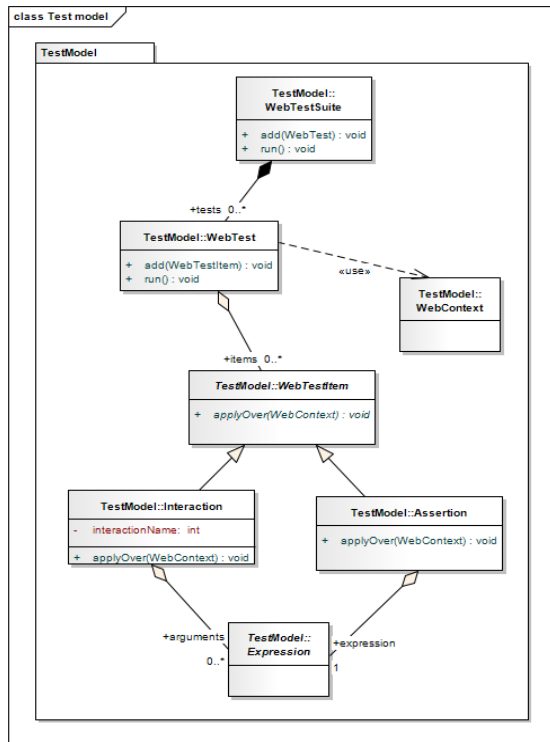 class Test model
TestModel
TestModel::
WebTestSuite
+ add(WebTest) : void
+ run() : void
+tests 0..*
TestModel::WebTest
+ add(WebTestItem) : void
+ run() : void
«use»
TestModel::
WebContext
+items 0..*
TestModel::WebTestItem
+ applyOver(WebContext) : void
TestModel::Interaction
- interactionName: int
+ applyOver(WebContext) : void
TestModel::Assertion
+ applyOver(WebContext) : void
+arguments
0..*
TestModel::
Expression
+expression
1